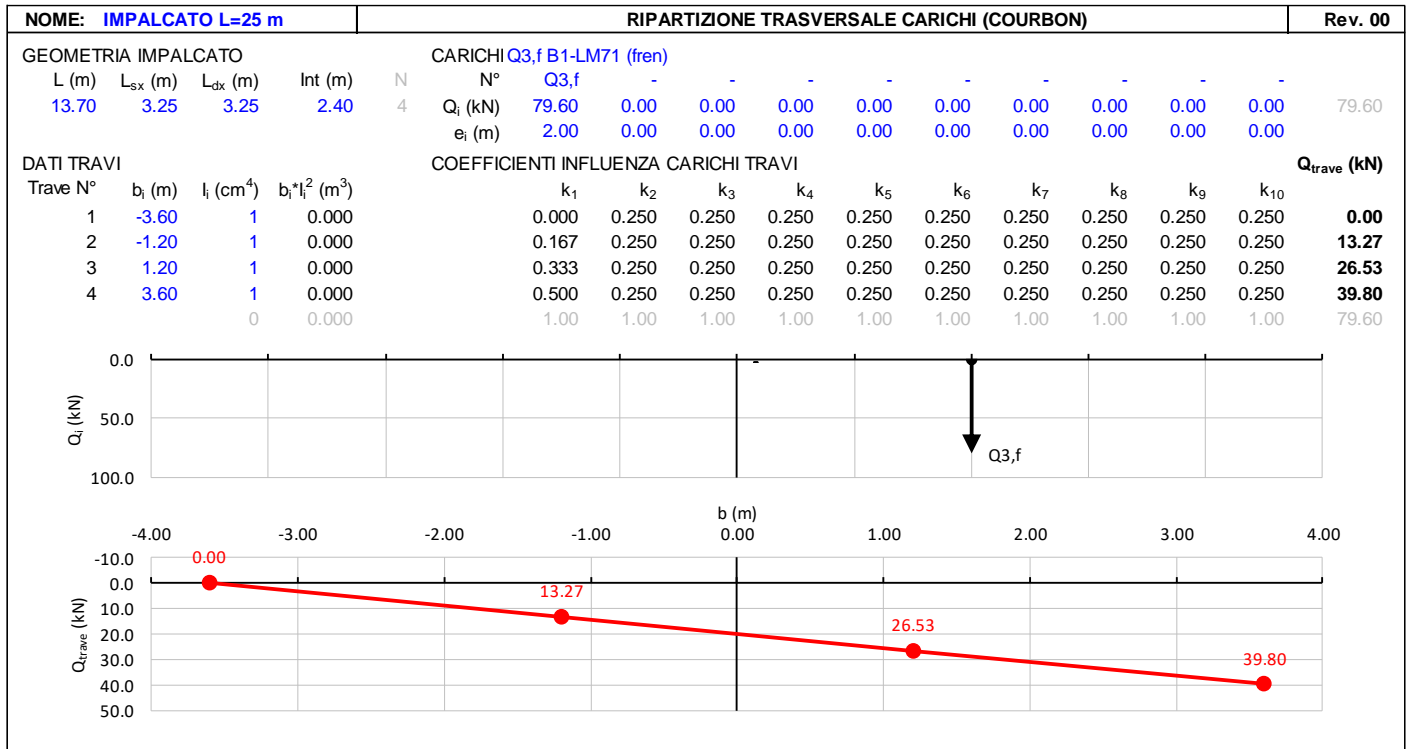 NOME: IMPALCATO L=25 m RIPARTIZIONE TRASVERSALE CARICHI (COURBON) Rev. 00
GEOMETRIA IMPALCATO CARICHI Q3,f B1-LM71 (fren)
L (m) Lsx (m) Ldx (m) Int (m) N N° Q3,f - - - - - - - - -
13.70 3.25 3.25 2.40 4 Qi (kN) 79.60 0.00 0.00 0.00 0.00 0.00 0.00 0.00 0.00 0.00 79.60
ei (m) 2.00 0.00 0.00 0.00 0.00 0.00 0.00 0.00 0.00 0.00
DATI TRAVI COEFFICIENTI INFLUENZA CARICHI TRAVI Qtrave (kN)
Trave N° bi (m) Ii (cm⁴) bi*Ii² (m³) k1 k2 k3 k4 k5 k6 k7 k8 k9 k10
1 -3.60 1 0.000 0.000 0.250 0.250 0.250 0.250 0.250 0.250 0.250 0.250 0.250 0.00
2 -1.20 1 0.000 0.167 0.250 0.250 0.250 0.250 0.250 0.250 0.250 0.250 0.250 13.27
3 1.20 1 0.000 0.333 0.250 0.250 0.250 0.250 0.250 0.250 0.250 0.250 0.250 26.53
4 3.60 1 0.000 0.500 0.250 0.250 0.250 0.250 0.250 0.250 0.250 0.250 0.250 39.80
0 0.000 1.00 1.00 1.00 1.00 1.00 1.00 1.00 1.00 1.00 1.00 79.60
0.0
50.0
100.0
Qi (kN)
Q3,f
b (m)
-4.00 -3.00 -2.00 -1.00 0.00 1.00 2.00 3.00 4.00
-10.0
0.0
10.0
20.0
30.0
40.0
50.0
Qtrave (kN)
0.00
13.27
26.53
39.80